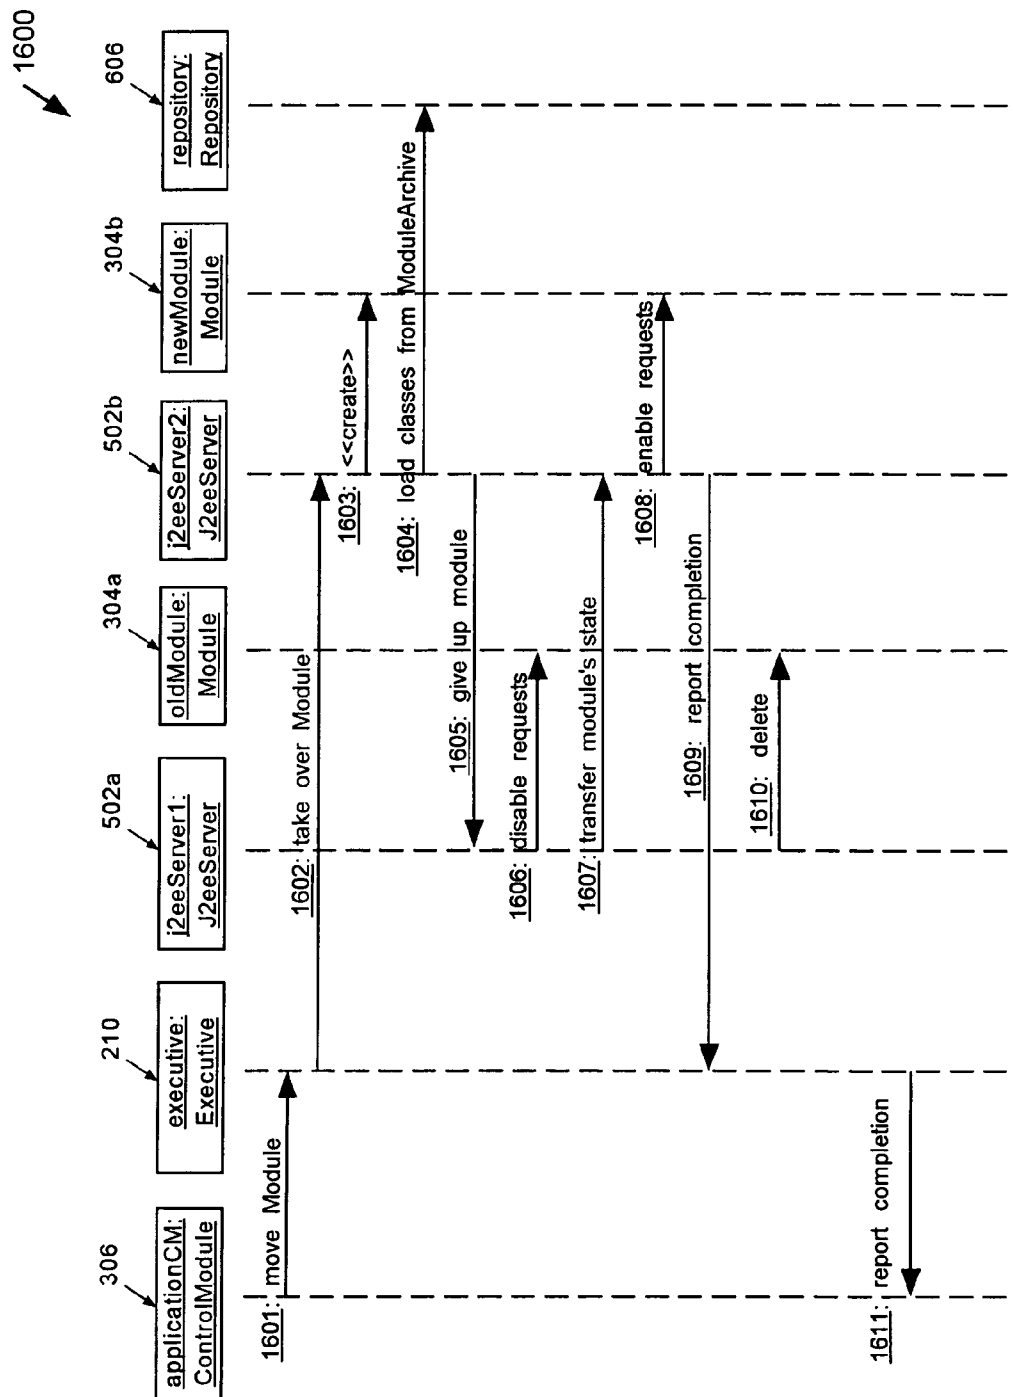 1600
306
210
502a
304a
502b
304b
606
applicationCM:
ControlModule
executive:
Executive
j2eeServer1:
J2eeServer
oldModule:
Module
j2eeServer2:
J2eeServer
newModule:
Module
repository:
Repository
1601: move Module
1602: take over Module
1603: <<create>>
1604: load classes from ModuleArchive
1605: give up module
1606: disable requests
1607: transfer module's state
1608: enable requests
1609: report completion
1610: delete
1611: report completion